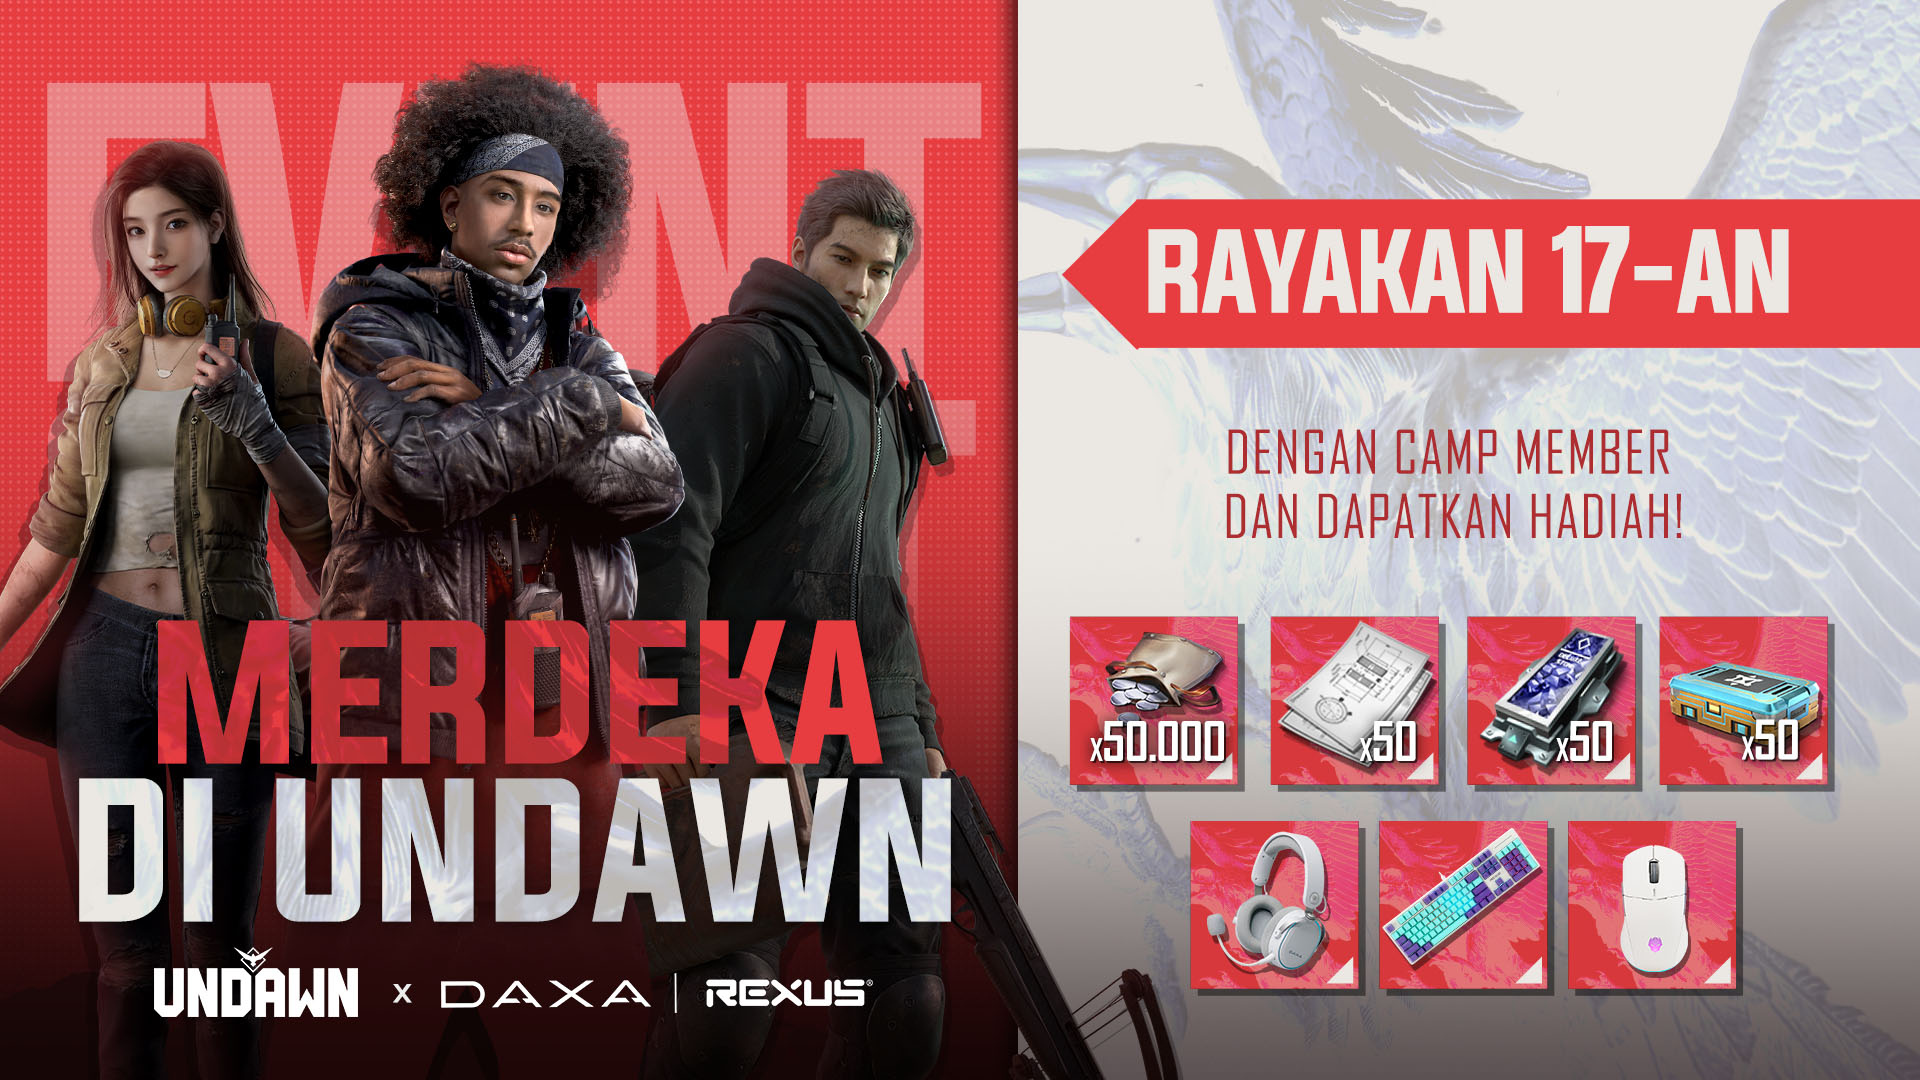 EVENT
MERDEKA
DI UNDAWN
UNDAWN x DAXA | REXUS®
RAYAKAN 17-AN
DENGAN CAMP MEMBER
DAN DAPATKAN HADIAH!
x50.000
x50
x50
x50